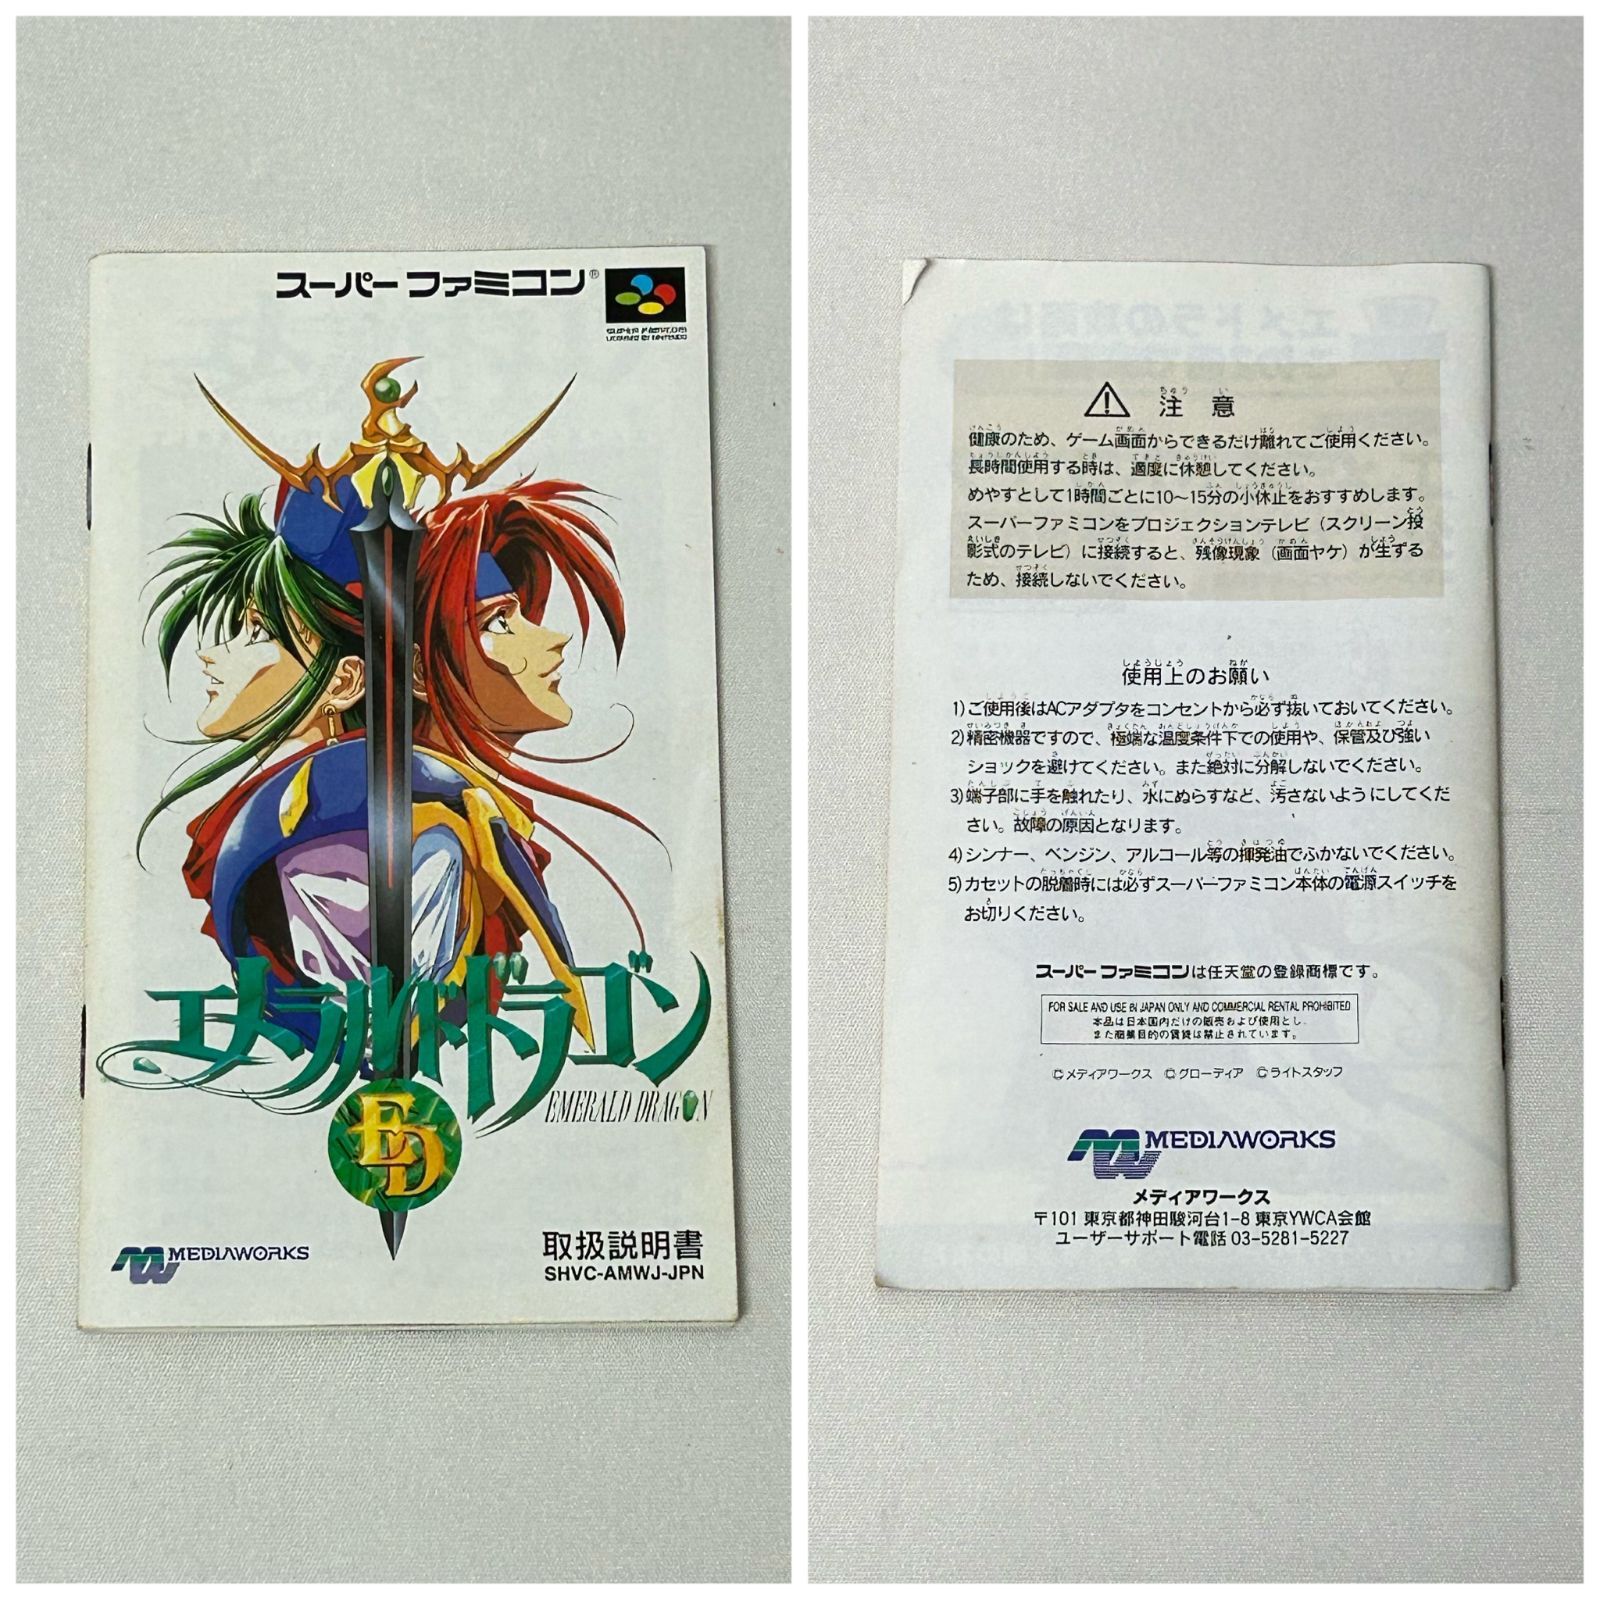 スーパーファミコン®
SUPER FAMICOM
LICENSED BY NINTENDO
エメラルドドラゴン
EMERALD DRAGON
ED
MEDIAWORKS
取扱説明書
SHVC-AMWJ-JPN
注意
健康のため、ゲーム画面からできるだけ離れてご使用ください。
長時間使用する時は、適度に休憩してください。
めやすとして1時間ごとに10〜15分の小休止をおすすめします。
スーパーファミコンをプロジェクションテレビ（スクリーン投
影式のテレビ）に接続すると、残像現象（画面ヤケ）が生ずる
ため、接続しないでください。
使用上のお願い
1)ご使用後はACアダプタをコンセントから必ず抜いておいてください。
2)精密機器ですので、極端な温度条件下での使用や、保管及び強い
ショックを避けてください。また絶対に分解しないでください。
3)端子部に手を触れたり、水にぬらすなど、汚さないようにしてくだ
さい。故障の原因となります。
4)シンナー、ベンジン、アルコール等の揮発油でふかないでください。
5)カセットの脱着時には必ずスーパーファミコン本体の電源スイッチを
お切りください。
スーパーファミコンは任天堂の登録商標です。
FOR SALE AND USE IN JAPAN ONLY AND COMMERCIAL RENTAL PROHIBITED
本品は日本国内だけの販売および使用とし、
また商業目的の賃貸は禁止されています。
©メディアワークス ©グローディア ©ライトスタッフ
MEDIAWORKS
メディアワークス
〒101 東京都神田駿河台1-8 東京YWCA会館
ユーザーサポート電話 03-5281-5227